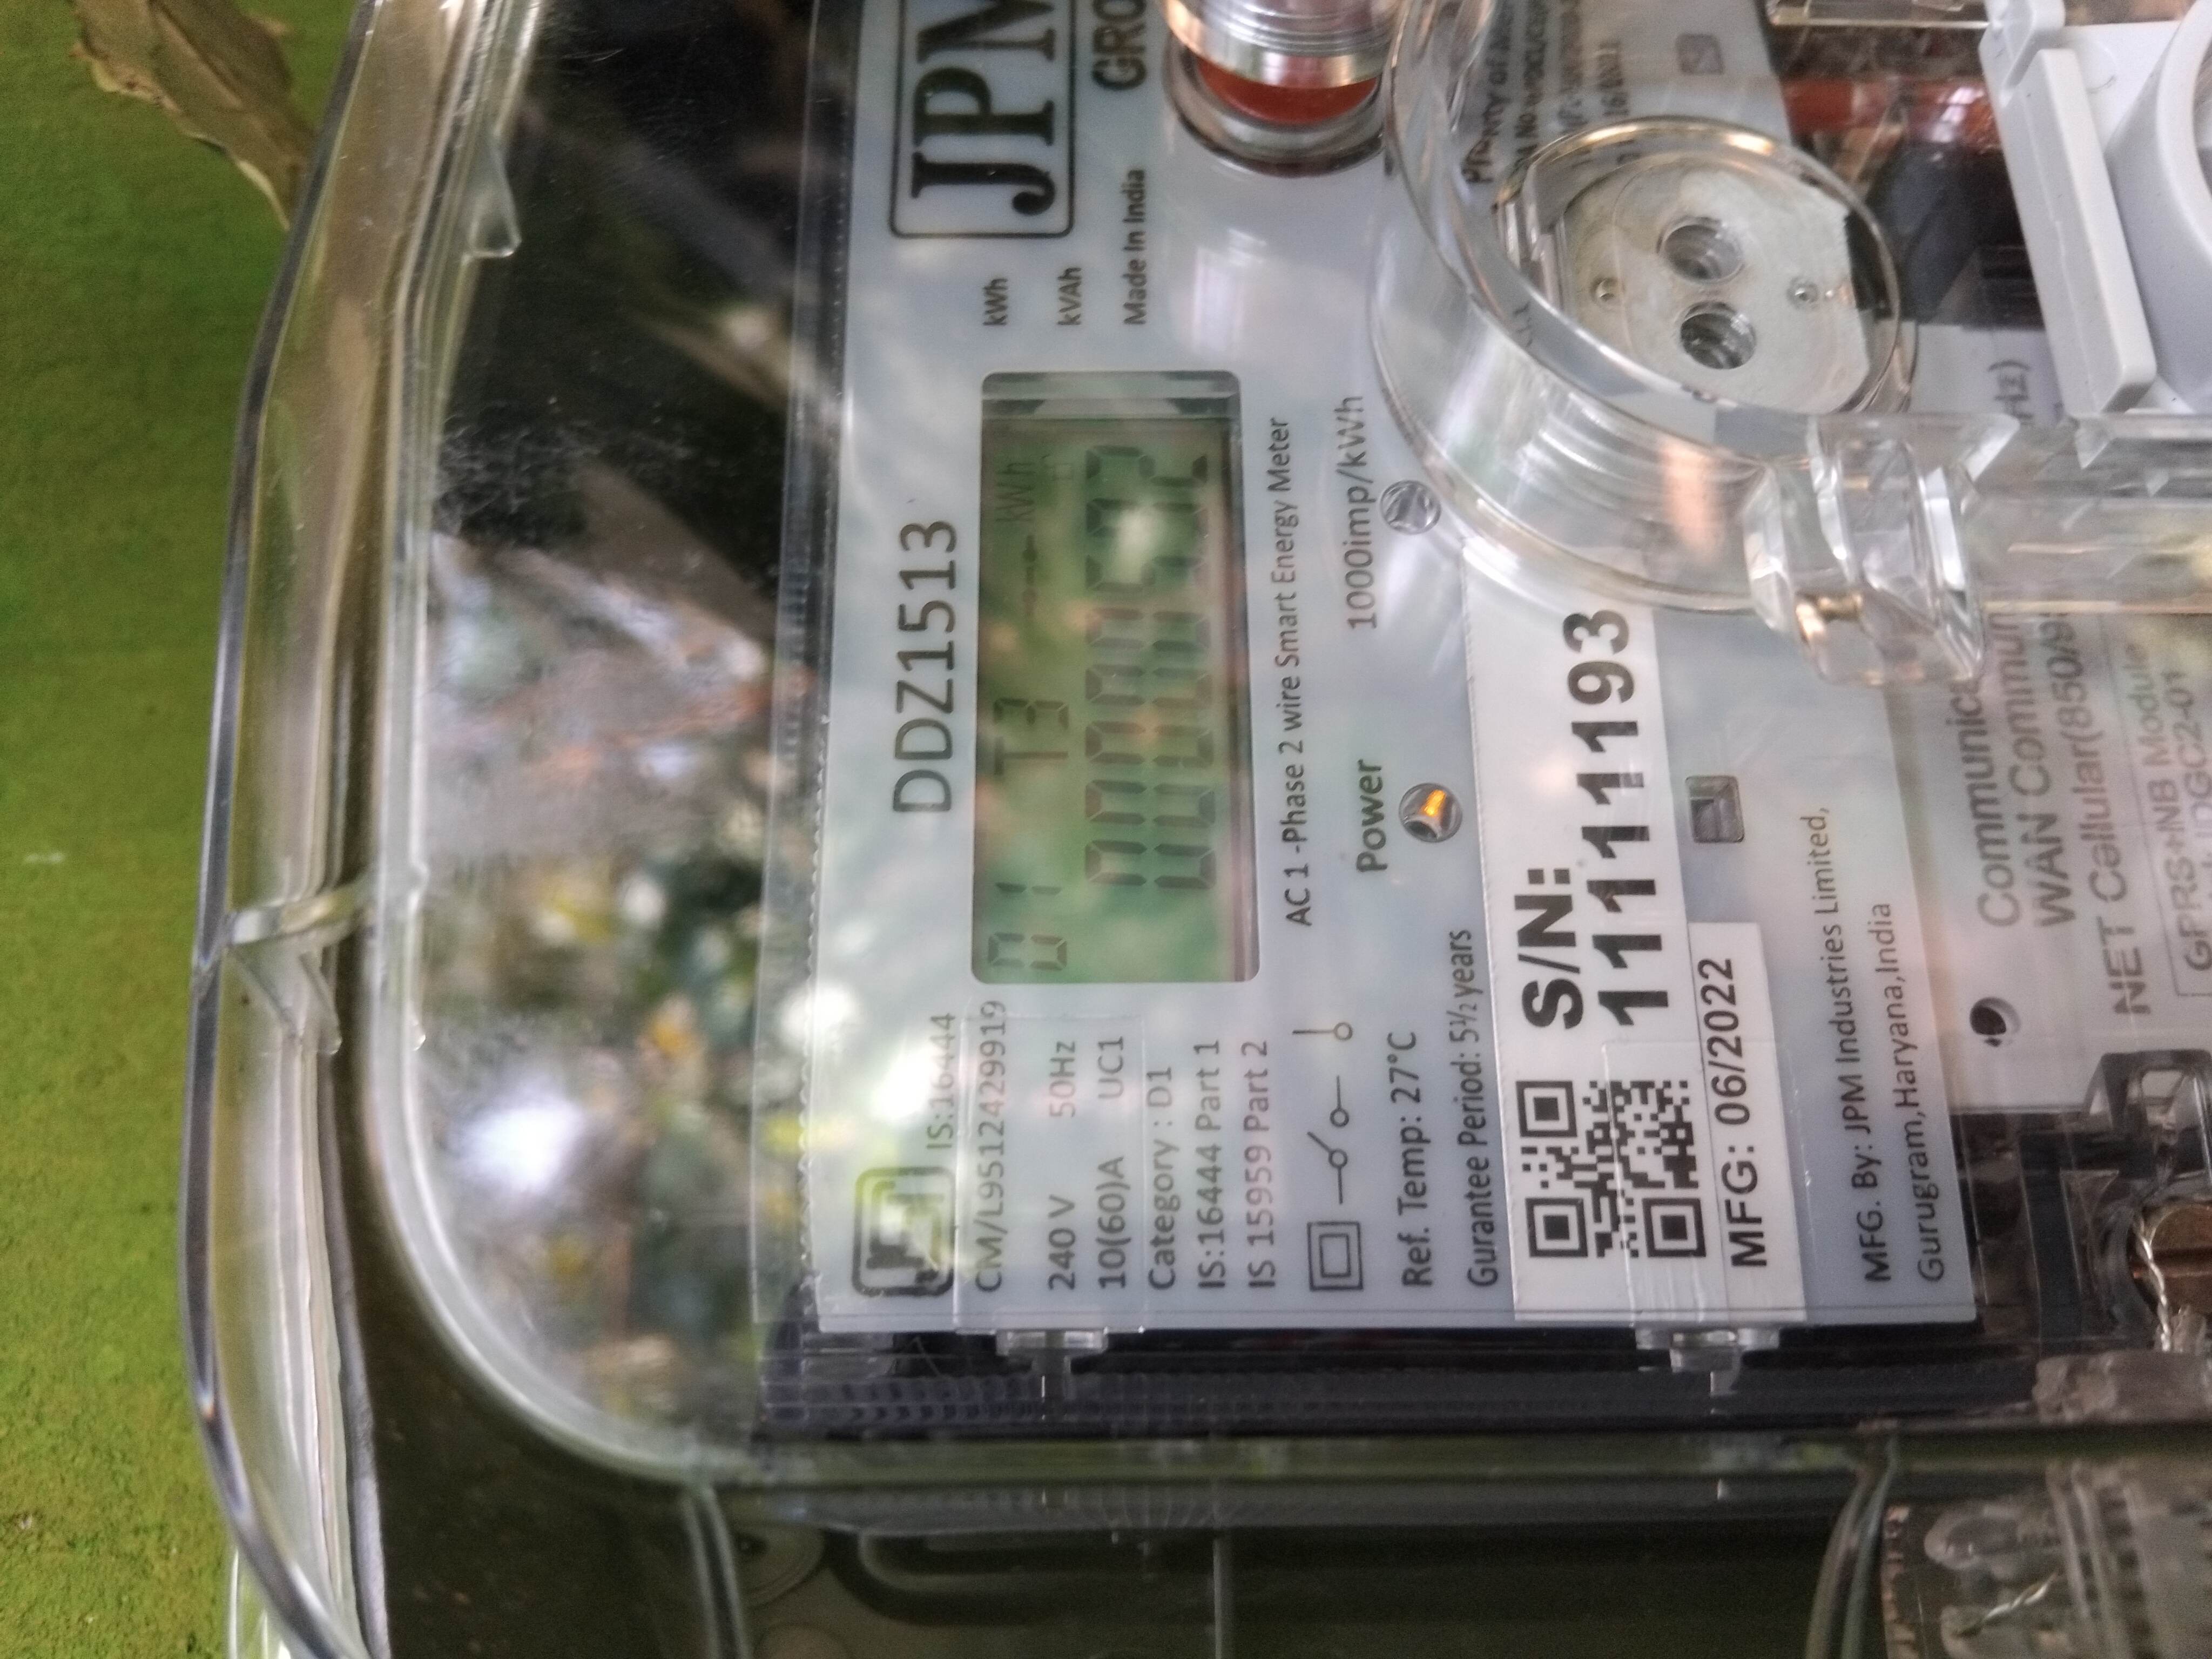 JPM
GRO
DDZ1513
kWh
kVAh
Made In India
IS:16444
CM/L9512429919
240 V 50Hz
10(60)A UC1
Category : D1
IS:16444 Part 1
IS 15959 Part 2
01 T3 kWh
AC 1 -Phase 2 wire Smart Energy Meter
1000imp/kWh
Power
Ref. Temp: 27°C
Gurantee Period: 5½ years
S/N:
11111193
MFG: 06/2022
MFG. By: JPM Industries Limited,
Gurugram,Haryana,India
WAN Commun
NET Cellular(850/9
GPRS+NB Module